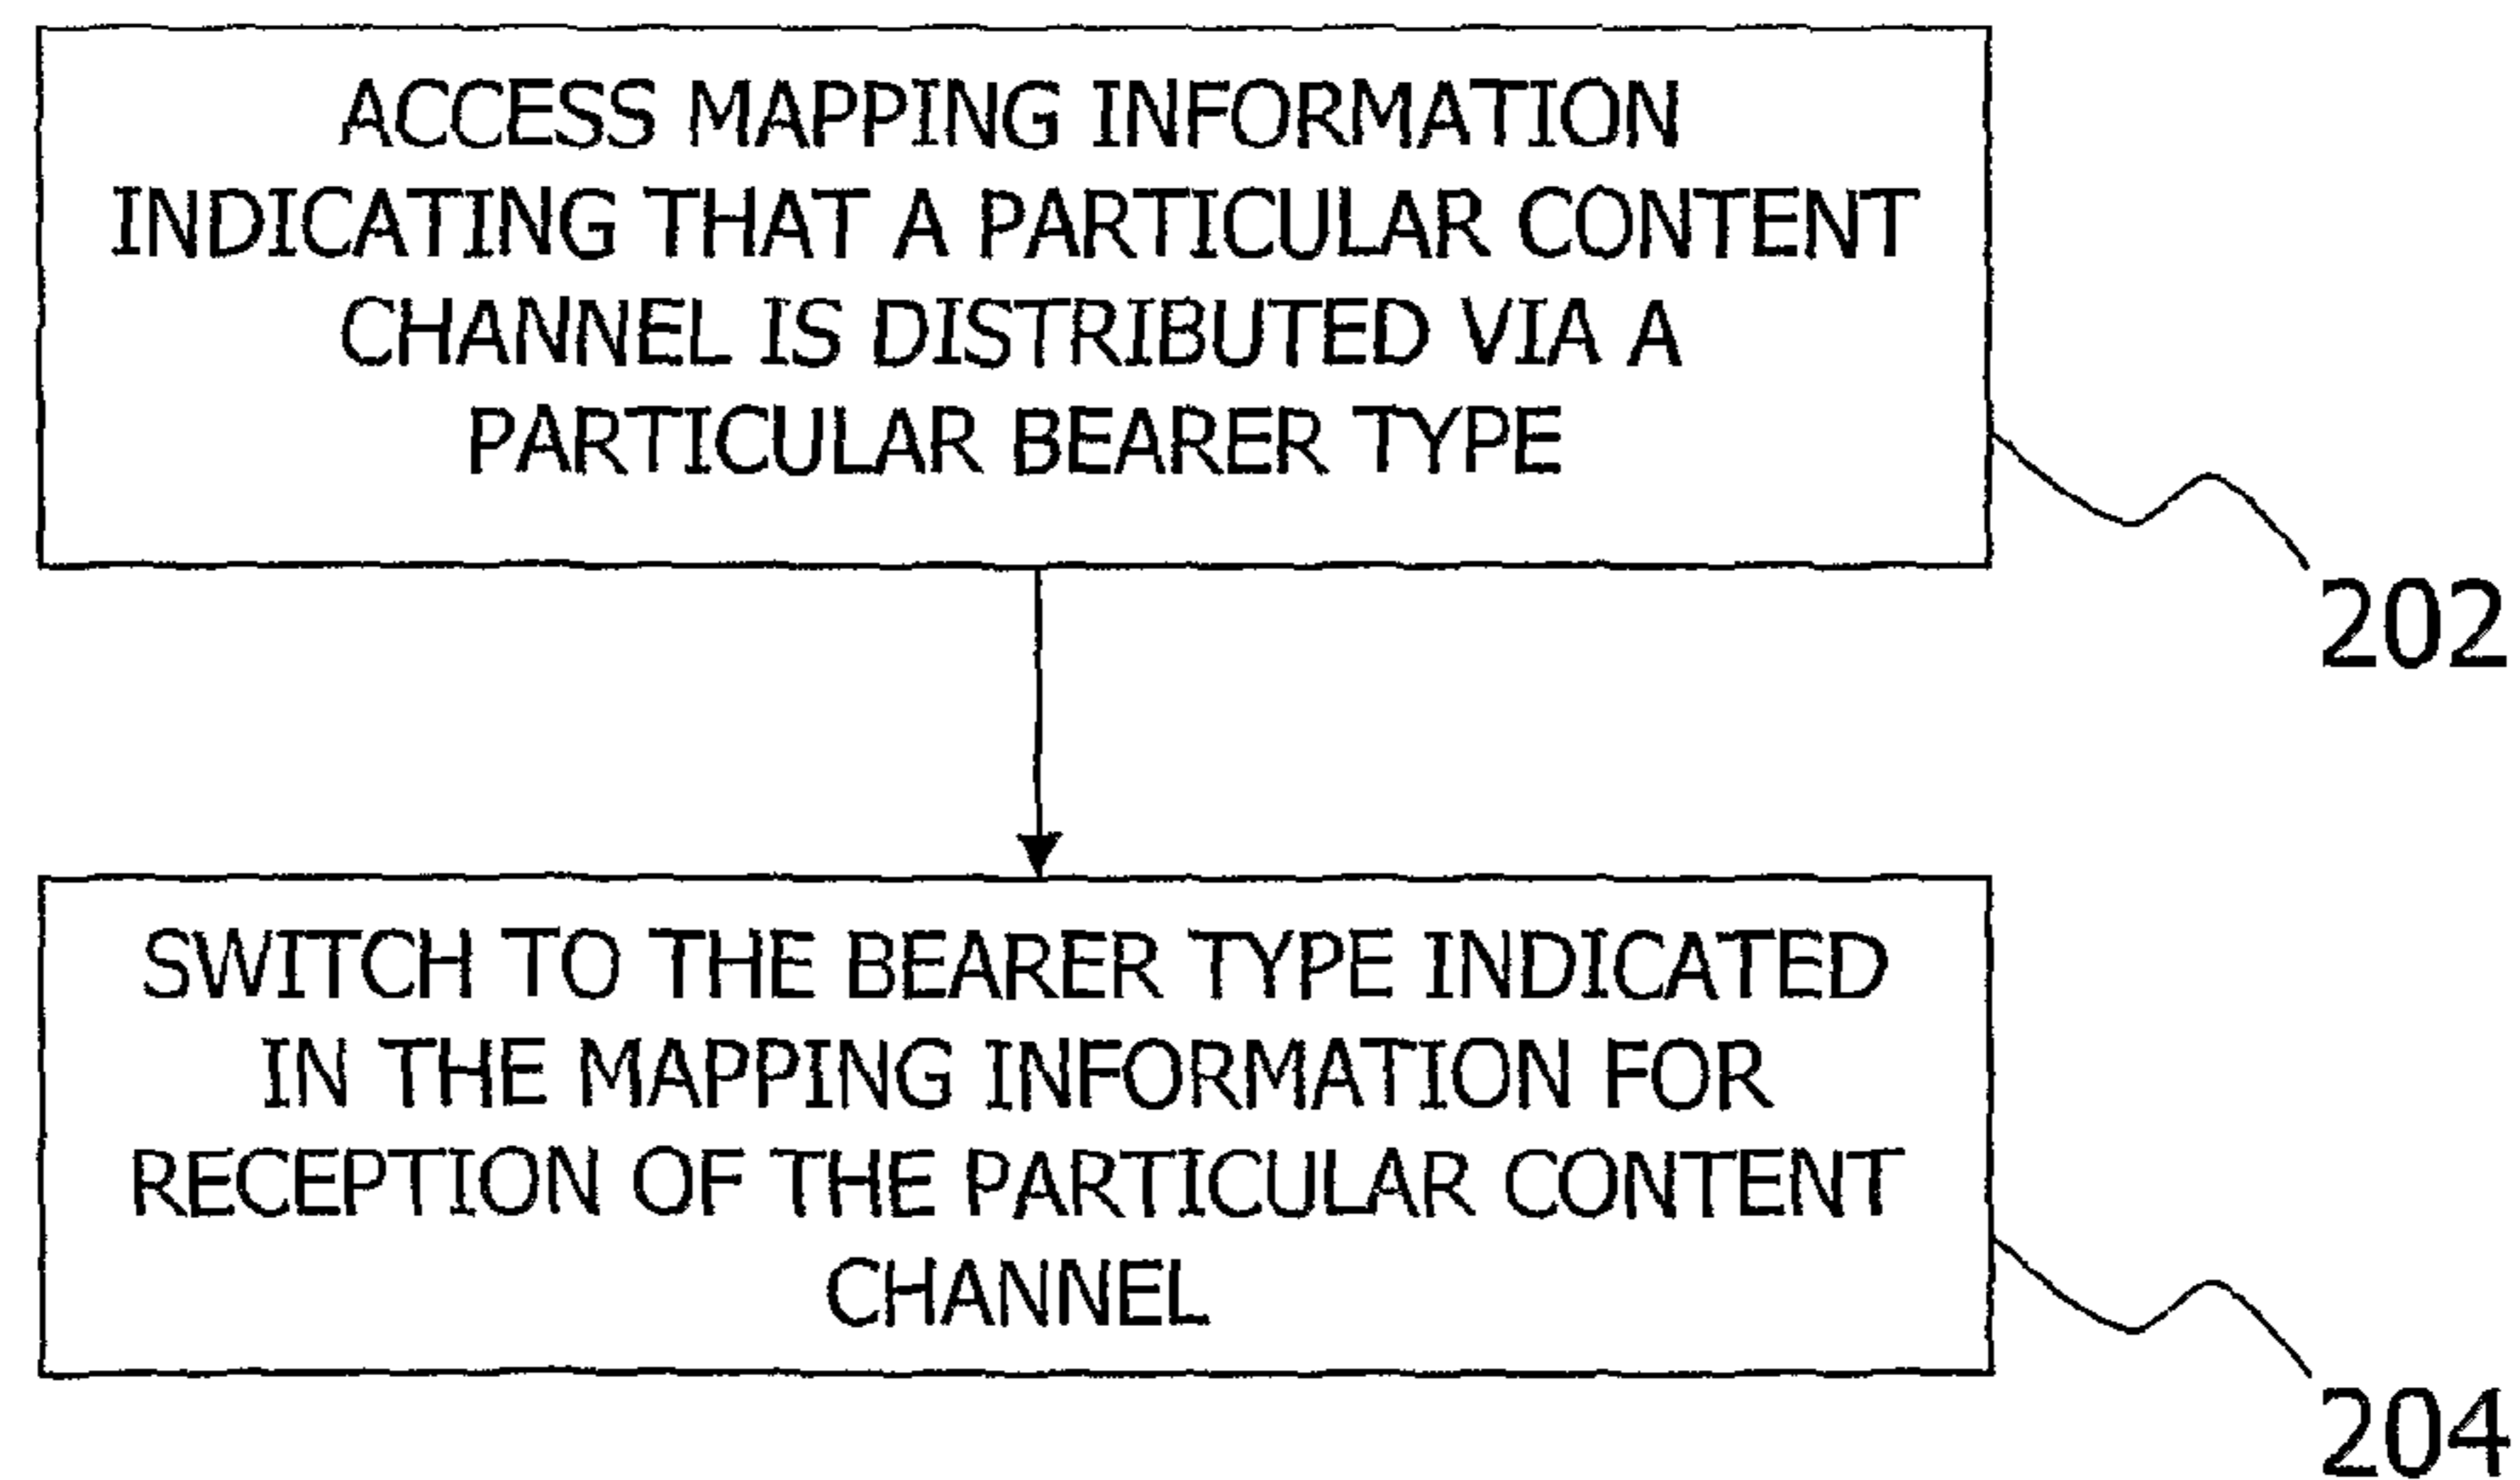 ACCESS MAPPING INFORMATION
INDICATING THAT A PARTICULAR CONTENT
CHANNEL IS DISTRIBUTED VIA A
PARTICULAR BEARER TYPE
202
SWITCH TO THE BEARER TYPE INDICATED
IN THE MAPPING INFORMATION FOR
RECEPTION OF THE PARTICULAR CONTENT
CHANNEL
204